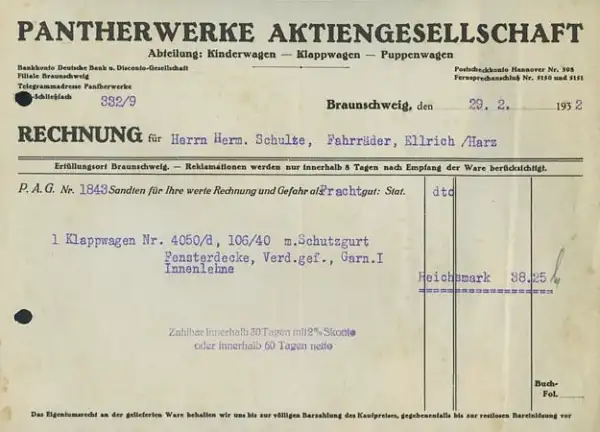 PANTHERWERKE AKTIENGESELLSCHAFT
Abteilung: Kinderwagen — Klappwagen — Puppenwagen
Bankkonto Deutsche Bank u. Disconto-Gesellschaft
Filiale Braunschweig
Telegrammadresse Pantherwerke
-Schließfach 332/9
Postscheckkonto Hannover Nr. 398
Fernsprechanschluß Nr. 5150 und 5151
Braunschweig, den 29. 2. 1932
RECHNUNG für Herrn Herm. Schulze, Fahrräder, Ellrich /Harz
Erfüllungsort Braunschweig. — Reklamationen werden nur innerhalb 8 Tagen nach Empfang der Ware berücksichtigt.
P. A. G. Nr. 1843 Sandten für Ihre werte Rechnung und Gefahr als Frachtgut: Stat. dto
1 Klappwagen Nr. 4050/d, 106/40 m.Schutzgurt
Fensterdecke, Verd.gef., Garn.I
Innenlehne
Reichsmark 38.25
Zahlbar innerhalb 30 Tagen mit 2% Skonto
oder innerhalb 60 Tagen netto
Buch-
Fol.
Das Eigentumsrecht an der gelieferten Ware behalten wir uns bis zur völligen Barzahlung des Kaufpreises, gegebenenfalls bis zur restlosen Bareinlösung vor